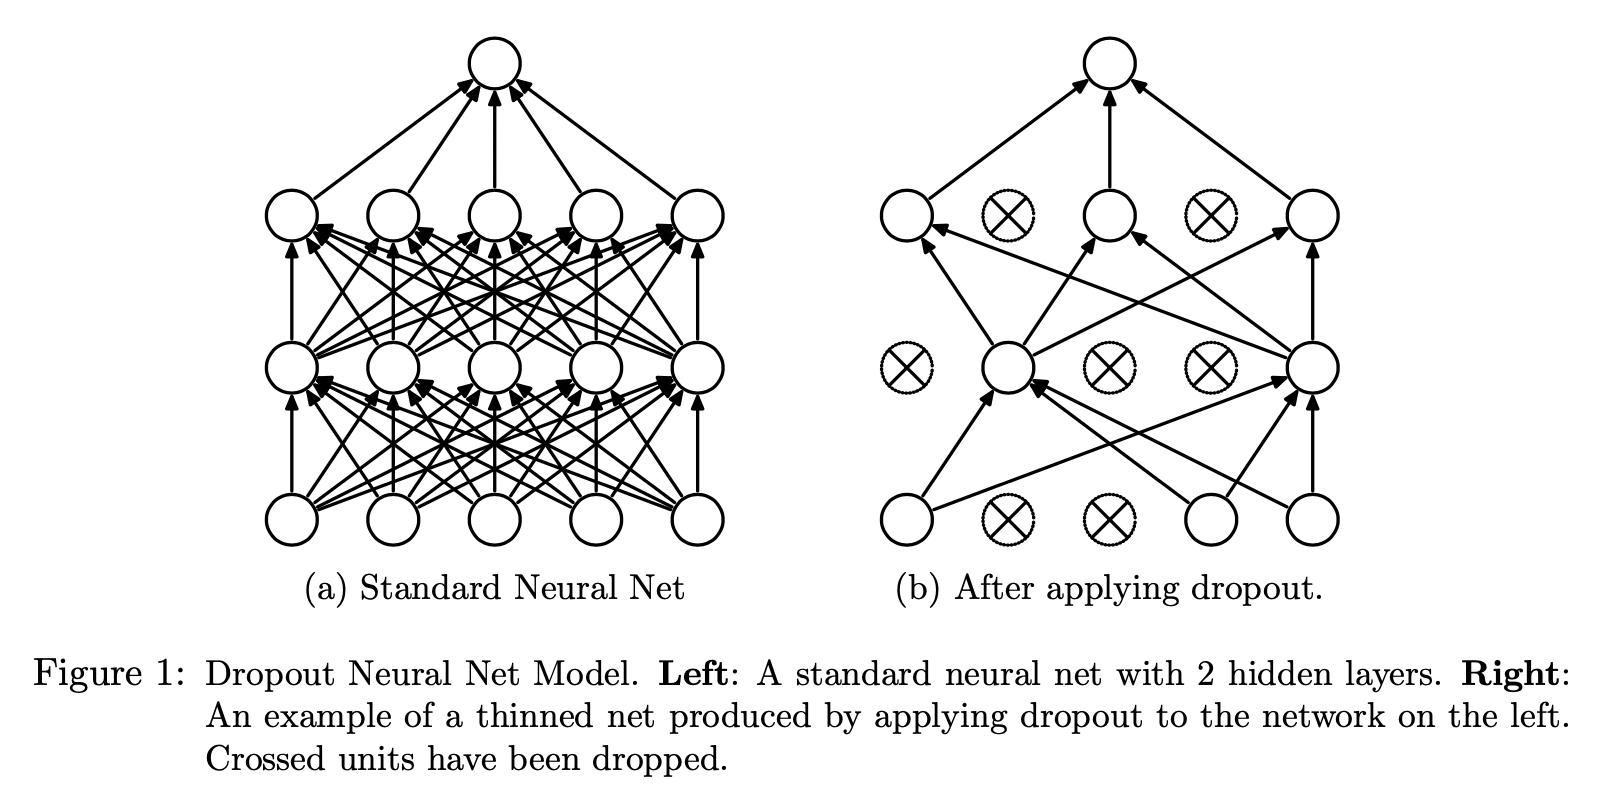 (a) Standard Neural Net
(b) After applying dropout.
Figure 1: Dropout Neural Net Model. Left: A standard neural net with 2 hidden layers. Right:
An example of a thinned net produced by applying dropout to the network on the left.
Crossed units have been dropped.